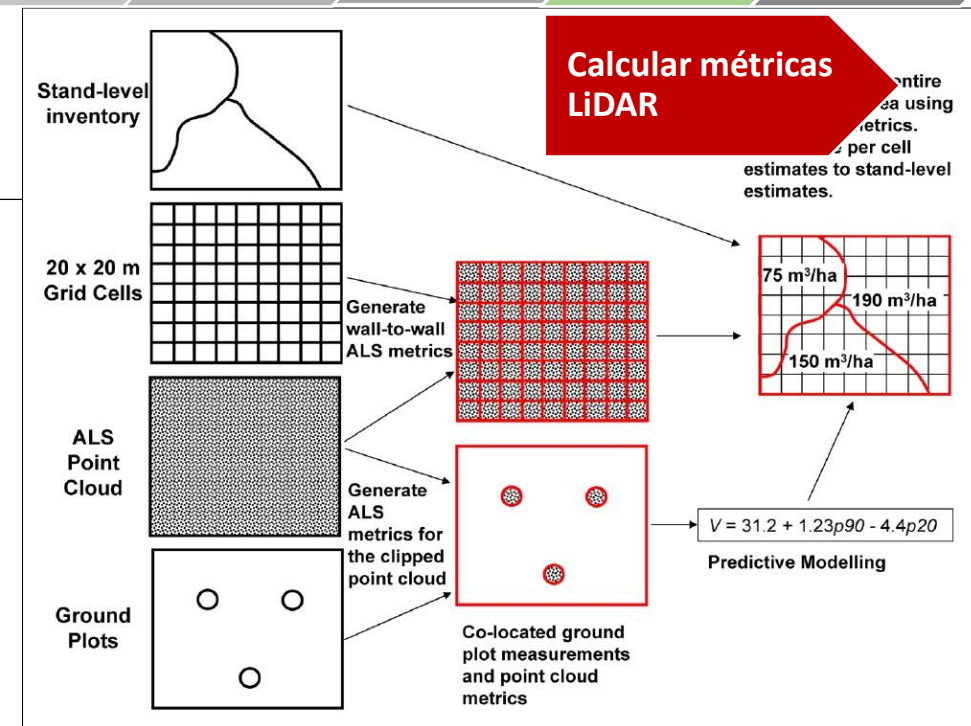 Calcular métricas
LiDAR
entire
using
per cell
estimates to stand-level
estimates.
Stand-level
inventory
20 x 20 m
Grid Cells
Generate
wall-to-wall
ALS metrics
75 m³/ha
190 m³/ha
150 m³/ha
ALS
Point
Cloud
Generate
ALS
metrics for
the clipped
point cloud
V = 31.2 + 1.23p90 - 4.4p20
Predictive Modelling
Ground
Plots
Co-located ground
plot measurements
and point cloud
metrics